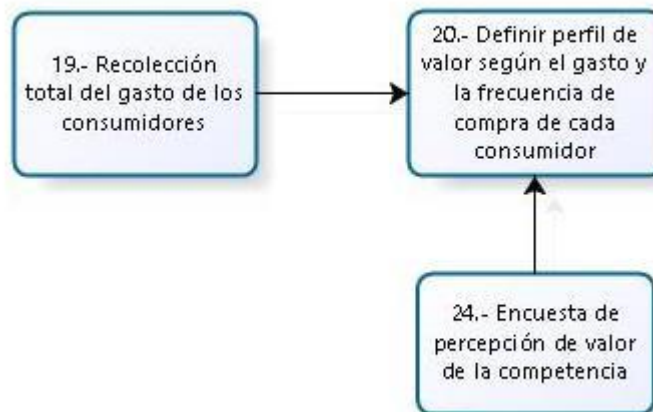 19.- Recolección
total del gasto de los
consumidores
20.- Definir perfil de
valor según el gasto y
la frecuencia de
compra de cada
consumidor
24.- Encuesta de
percepción de valor
de la competencia